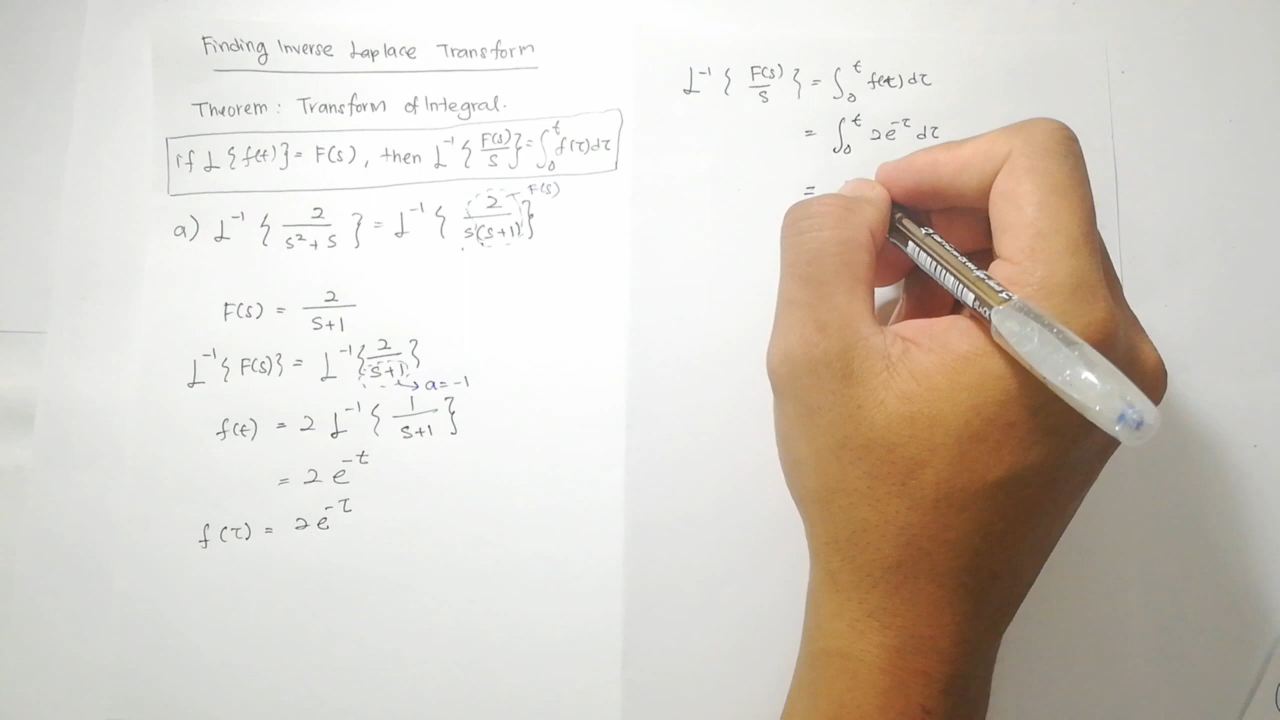 Finding Inverse Laplace Transform
Theorem: Transform of Integral.
if L{f(t)} = F(s), then L⁻¹{F(s)/s} = ∫₀ᵗ f(τ)dτ
a) L⁻¹{2/(s²+s)} = L⁻¹{2/(s(s+1))} F(s)
F(s) = 2/(s+1)
L⁻¹{F(s)} = L⁻¹{2/(s+1)}
→ a = -1
f(t) = 2 L⁻¹{1/(s+1)}
= 2e^(-t)
f(τ) = 2e^(-τ)
L⁻¹{F(s)/s} = ∫₀ᵗ f(τ)dτ
= ∫₀ᵗ 2e^(-τ) dτ
=
BLACK